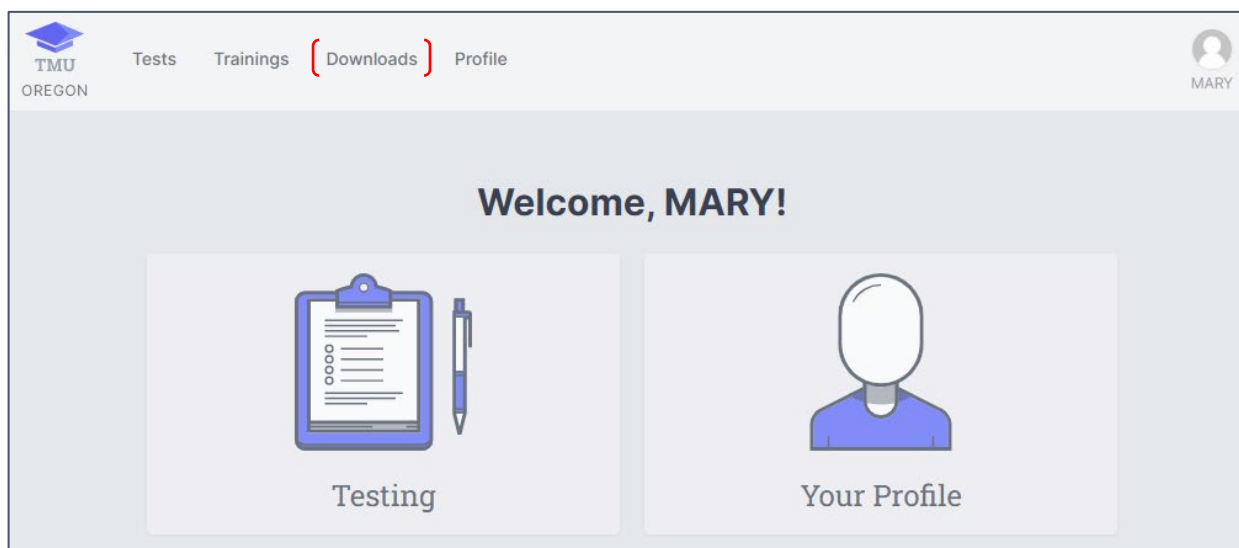 TMU
OREGON
Tests Trainings Downloads Profile
MARY
Welcome, MARY!
Testing
Your Profile